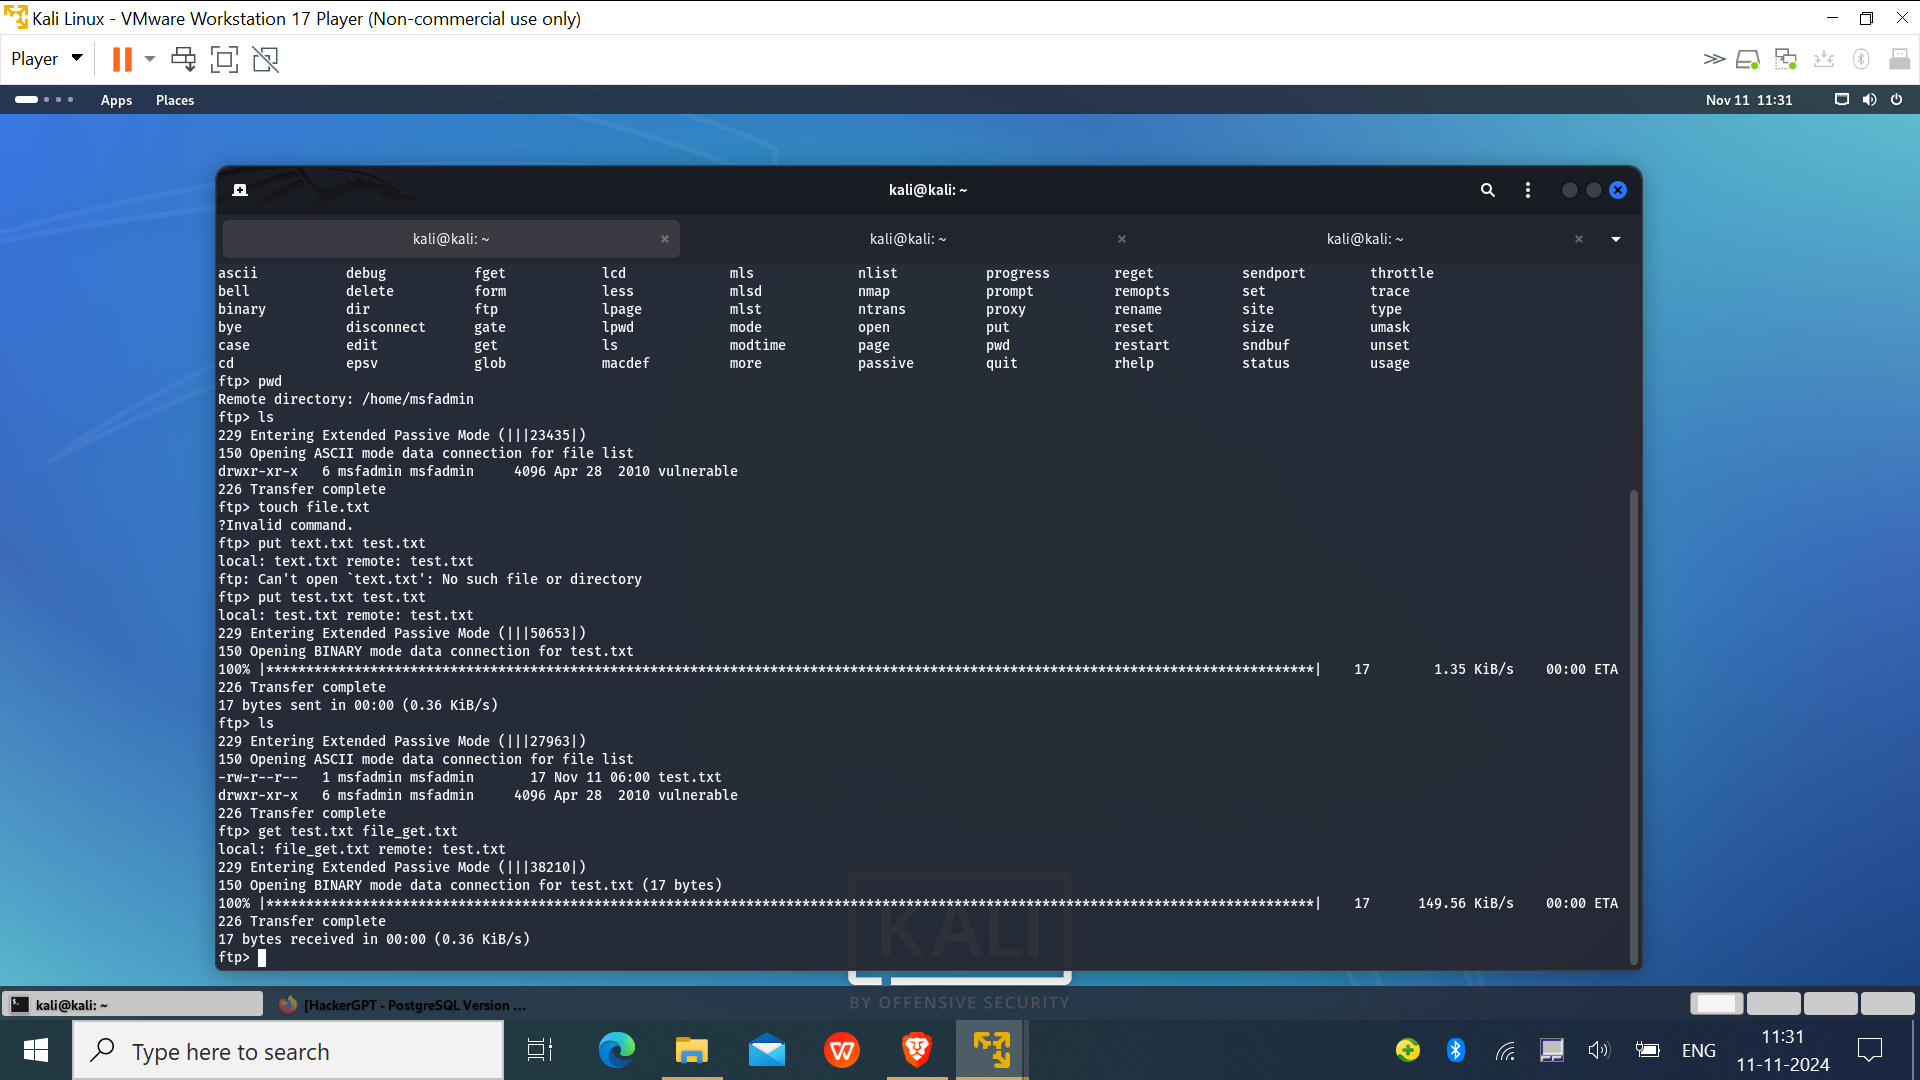 Kali Linux - VMware Workstation 17 Player (Non-commercial use only)
Player
Apps Places Nov 11 11:31
kali@kali: ~
kali@kali: ~ kali@kali: ~ kali@kali: ~
ascii debug fget lcd mls nlist progress reget sendport throttle
bell delete form less mlsd nmap prompt remopts set trace
binary dir ftp lpage mlst ntrans proxy rename site type
bye disconnect gate lpwd mode open put reset size umask
case edit get ls modtime page pwd restart sndbuf unset
cd epsv glob macdef more passive quit rhelp status usage
ftp> pwd
Remote directory: /home/msfadmin
ftp> ls
229 Entering Extended Passive Mode (|||23435|)
150 Opening ASCII mode data connection for file list
drwxr-xr-x   6 msfadmin msfadmin     4096 Apr 28  2010 vulnerable
226 Transfer complete
ftp> touch file.txt
?Invalid command.
ftp> put text.txt test.txt
local: text.txt remote: test.txt
ftp: Can't open `text.txt': No such file or directory
ftp> put test.txt test.txt
local: test.txt remote: test.txt
229 Entering Extended Passive Mode (|||50653|)
150 Opening BINARY mode data connection for test.txt
100% |***********************************************************************************************************************************| 17 1.35 KiB/s 00:00 ETA
226 Transfer complete
17 bytes sent in 00:00 (0.36 KiB/s)
ftp> ls
229 Entering Extended Passive Mode (|||27963|)
150 Opening ASCII mode data connection for file list
-rw-r--r--   1 msfadmin msfadmin       17 Nov 11 06:00 test.txt
drwxr-xr-x   6 msfadmin msfadmin     4096 Apr 28  2010 vulnerable
226 Transfer complete
ftp> get test.txt file_get.txt
local: file_get.txt remote: test.txt
229 Entering Extended Passive Mode (|||38210|)
150 Opening BINARY mode data connection for test.txt (17 bytes)
100% |***********************************************************************************************************************************| 17 149.56 KiB/s 00:00 ETA
226 Transfer complete
17 bytes received in 00:00 (0.36 KiB/s)
ftp>
KALI
BY OFFENSIVE SECURITY
kali@kali: ~ [HackerGPT - PostgreSQL Version ...
Type here to search
ENG
11:31
11-11-2024